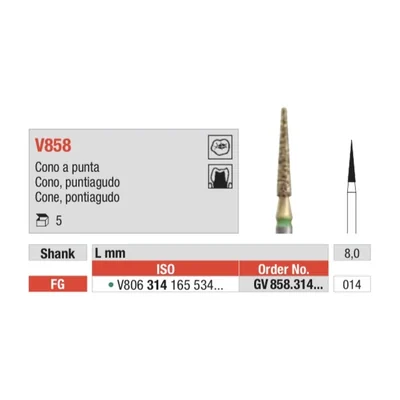 V858
Cono a punta
Cono, puntiagudo
Cone, pontiagudo
5
Shank L mm 8,0
ISO Order No.
FG • V806 314 165 534... GV 858.314... 014